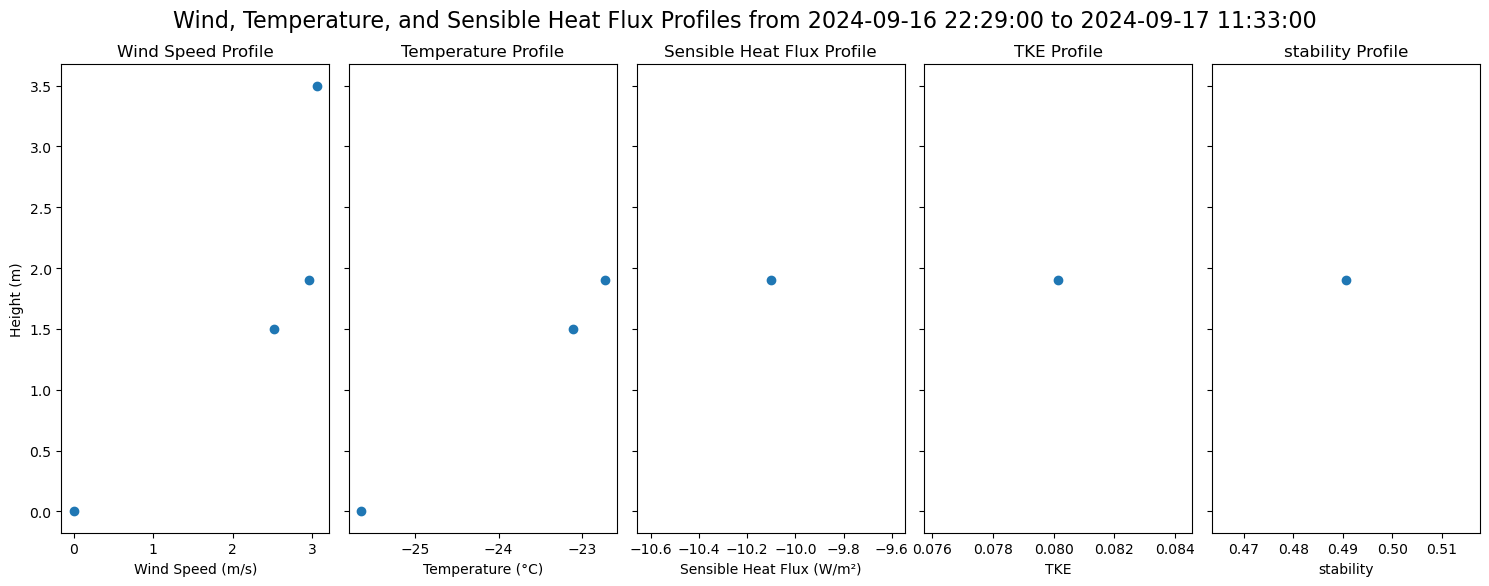 Wind, Temperature, and Sensible Heat Flux Profiles from 2024-09-16 22:29:00 to 2024-09-17 11:33:00
Wind Speed Profile
Temperature Profile
Sensible Heat Flux Profile
TKE Profile
stability Profile
Height (m)
3.5
3.0
2.5
2.0
1.5
1.0
0.5
0.0
0 1 2 3
−25 −24 −23
−10.6 −10.4 −10.2 −10.0 −9.8 −9.6
0.076 0.078 0.080 0.082 0.084
0.47 0.48 0.49 0.50 0.51
Wind Speed (m/s)
Temperature (°C)
Sensible Heat Flux (W/m²)
TKE
stability